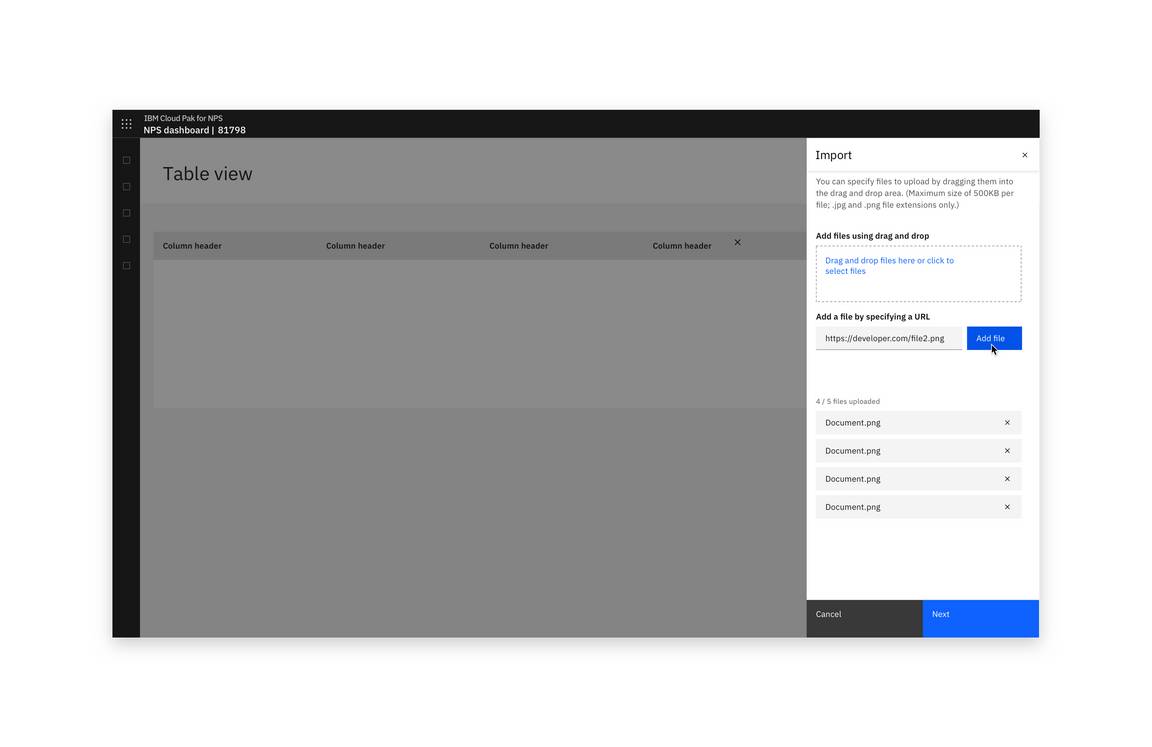 IBM Cloud Pak for NPS
NPS dashboard | 81798
Table view
Column header
Column header
Column header
Column header
Import
You can specify files to upload by dragging them into
the drag and drop area. (Maximum size of 500KB per
file; .jpg and .png file extensions only.)
Add files using drag and drop
Drag and drop files here or click to
select files
Add a file by specifying a URL
https://developer.com/file2.png
Add file
4 / 5 files uploaded
Document.png
Document.png
Document.png
Document.png
Cancel
Next